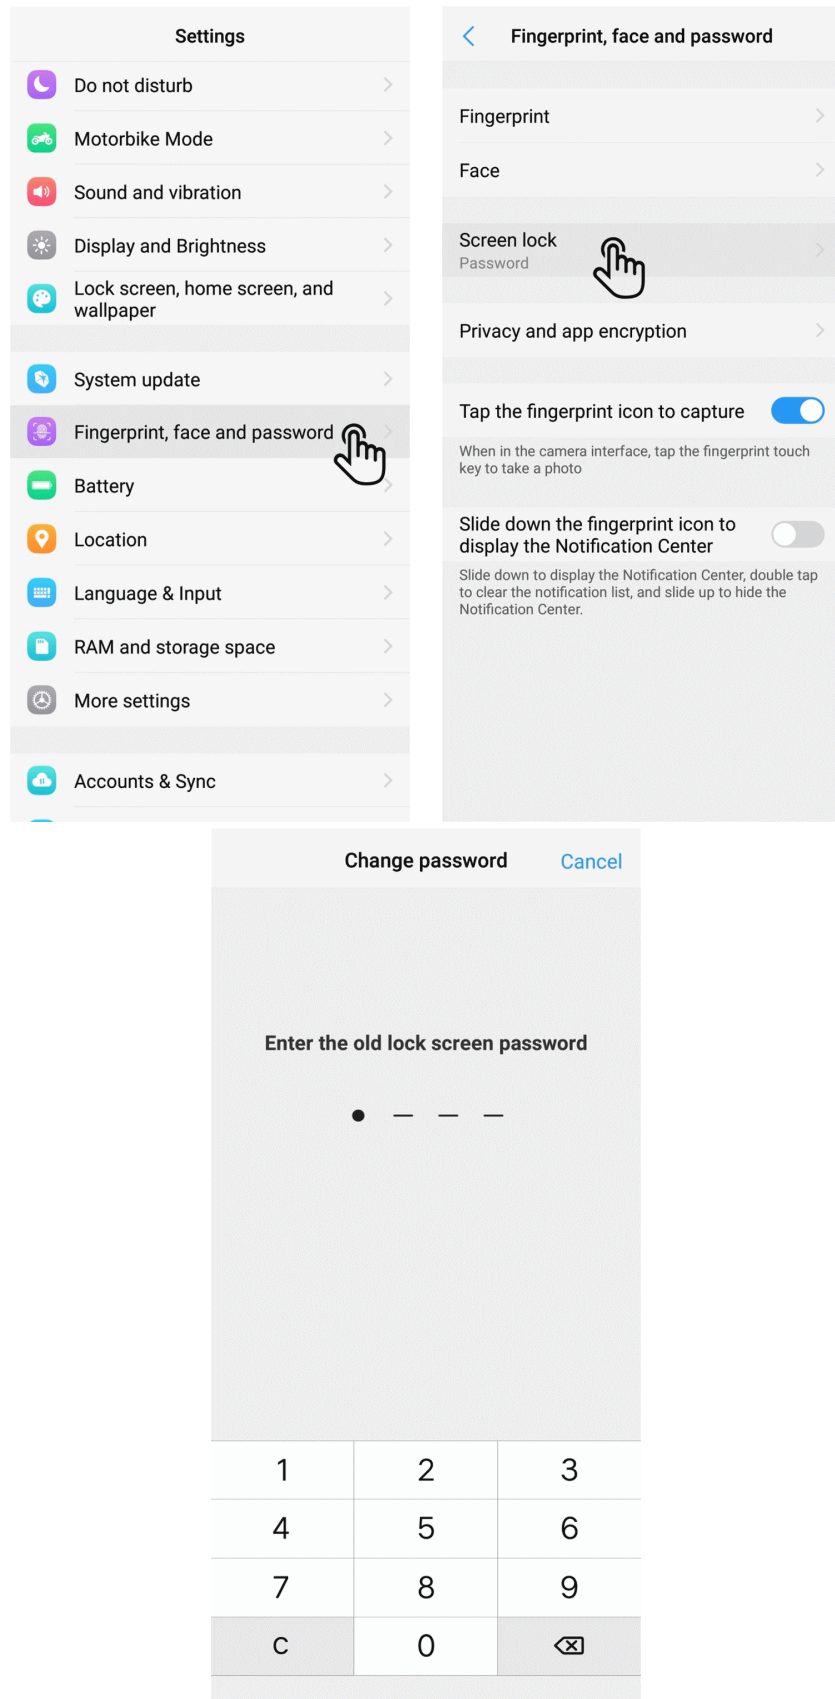 Settings
Do not disturb
Motorbike Mode
Sound and vibration
Display and Brightness
Lock screen, home screen, and
wallpaper
System update
Fingerprint, face and password
Battery
Location
Language & Input
RAM and storage space
More settings
Accounts & Sync
Fingerprint, face and password
Fingerprint
Face
Screen lock
Password
Privacy and app encryption
Tap the fingerprint icon to capture
When in the camera interface, tap the fingerprint touch
key to take a photo
Slide down the fingerprint icon to
display the Notification Center
Slide down to display the Notification Center, double tap
to clear the notification list, and slide up to hide the
Notification Center.
Change password Cancel
Enter the old lock screen password
1 2 3
4 5 6
7 8 9
C 0